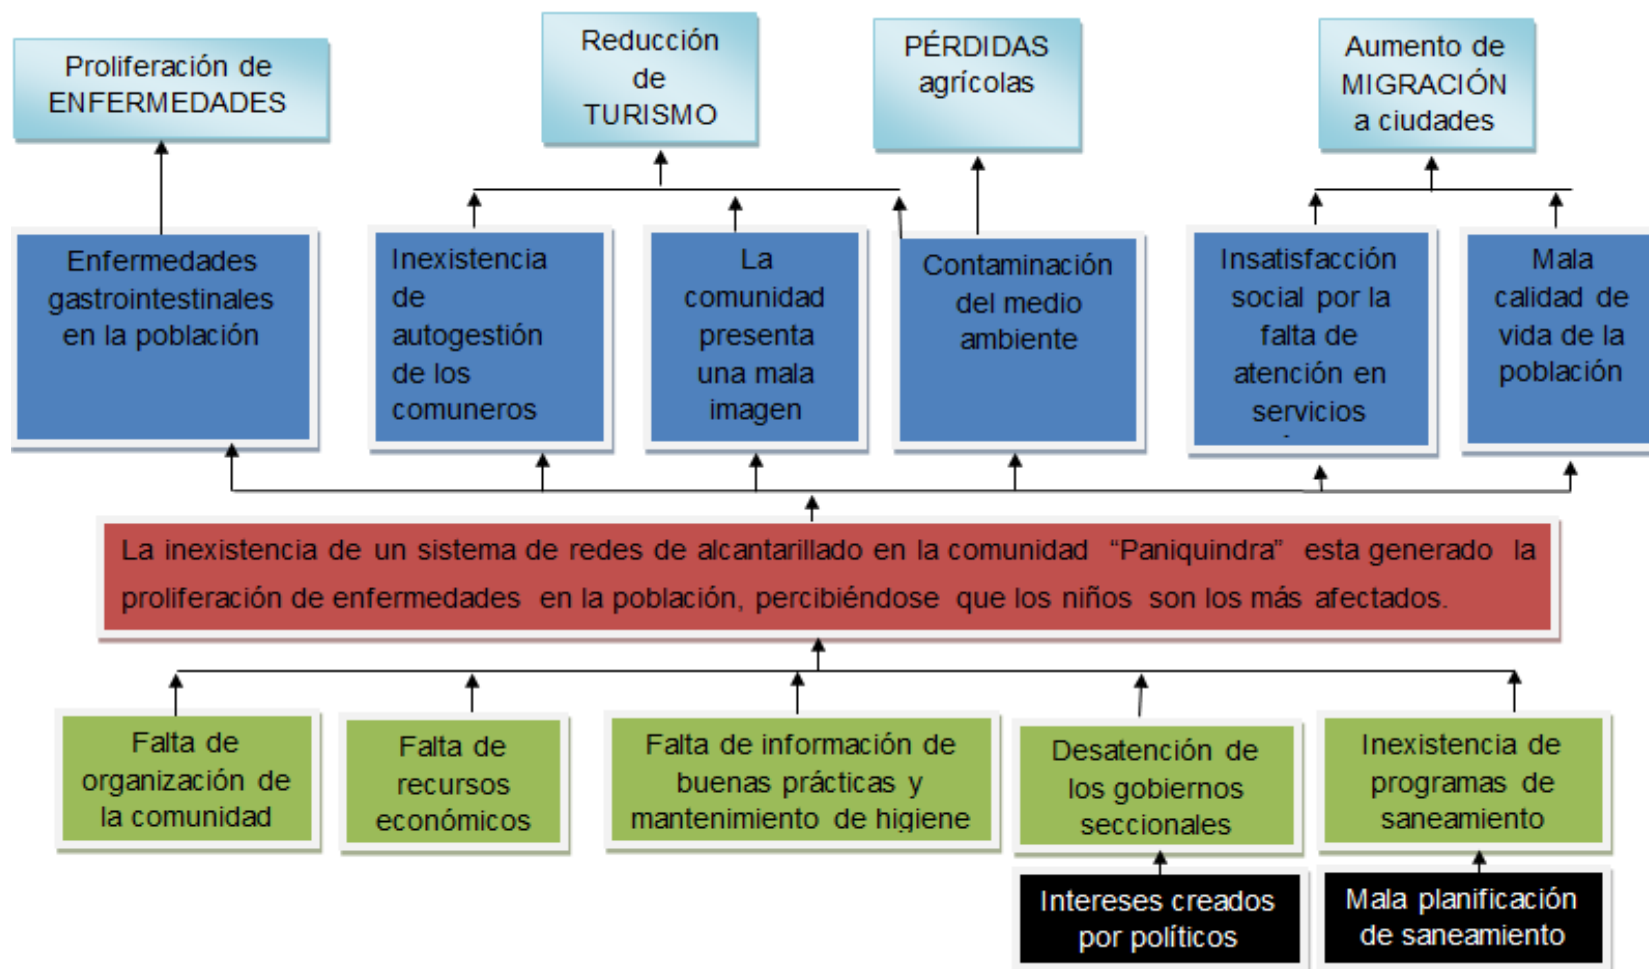 Proliferación de
ENFERMEDADES
Reducción
de
TURISMO
PÉRDIDAS
agrícolas
Aumento de
MIGRACIÓN
a ciudades
Enfermedades
gastrointestinales
en la población
Inexistencia
de
autogestión
de los
comuneros
La
comunidad
presenta
una mala
imagen
Contaminación
del medio
ambiente
Insatisfacción
social por la
falta de
atención en
servicios
Mala
calidad de
vida de la
población
La inexistencia de un sistema de redes de alcantarillado en la comunidad “Paniquindra” esta generado la
proliferación de enfermedades en la población, percibiéndose que los niños son los más afectados.
Falta de
organización de
la comunidad
Falta de
recursos
económicos
Falta de información de
buenas prácticas y
mantenimiento de higiene
Desatención de
los gobiernos
seccionales
Inexistencia de
programas de
saneamiento
Intereses creados
por políticos
Mala planificación
de saneamiento